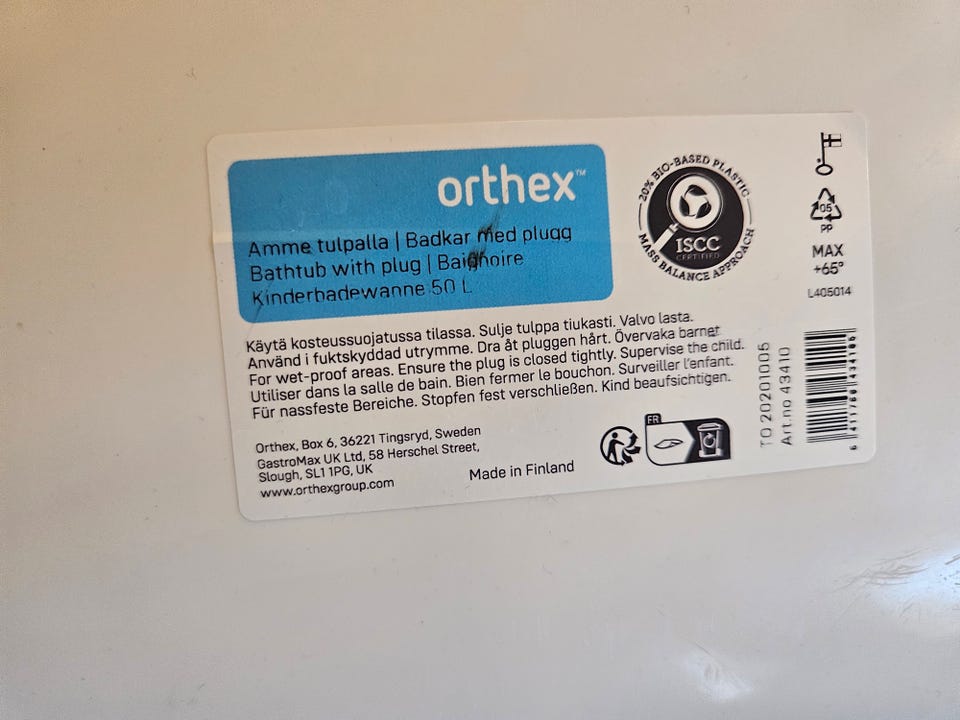 orthex™
Amme tulpalla | Badkar med plugg
Bathtub with plug | Baignoire
Kinderbadewanne 50 L
20% BIO-BASED PLASTIC
ISCC
CERTIFIED
MASS BALANCE APPROACH
05
PP
MAX
+65°
L405014
Käytä kosteussuojatussa tilassa. Sulje tulppa tiukasti. Valvo lasta.
Använd i fuktskyddad utrymme. Dra åt pluggen hårt. Övervaka barnet.
For wet-proof areas. Ensure the plug is closed tightly. Supervise the child.
Utiliser dans la salle de bain. Bien fermer le bouchon. Surveiller l'enfant.
Für nassfeste Bereiche. Stopfen fest verschließen. Kind beaufsichtigen.
Orthex, Box 6, 36221 Tingsryd, Sweden
GastroMax UK Ltd, 58 Herschel Street,
Slough, SL1 1PG, UK
www.orthexgroup.com
Made in Finland
FR
TO 20201005
Art.no 43410
6 411760 434106